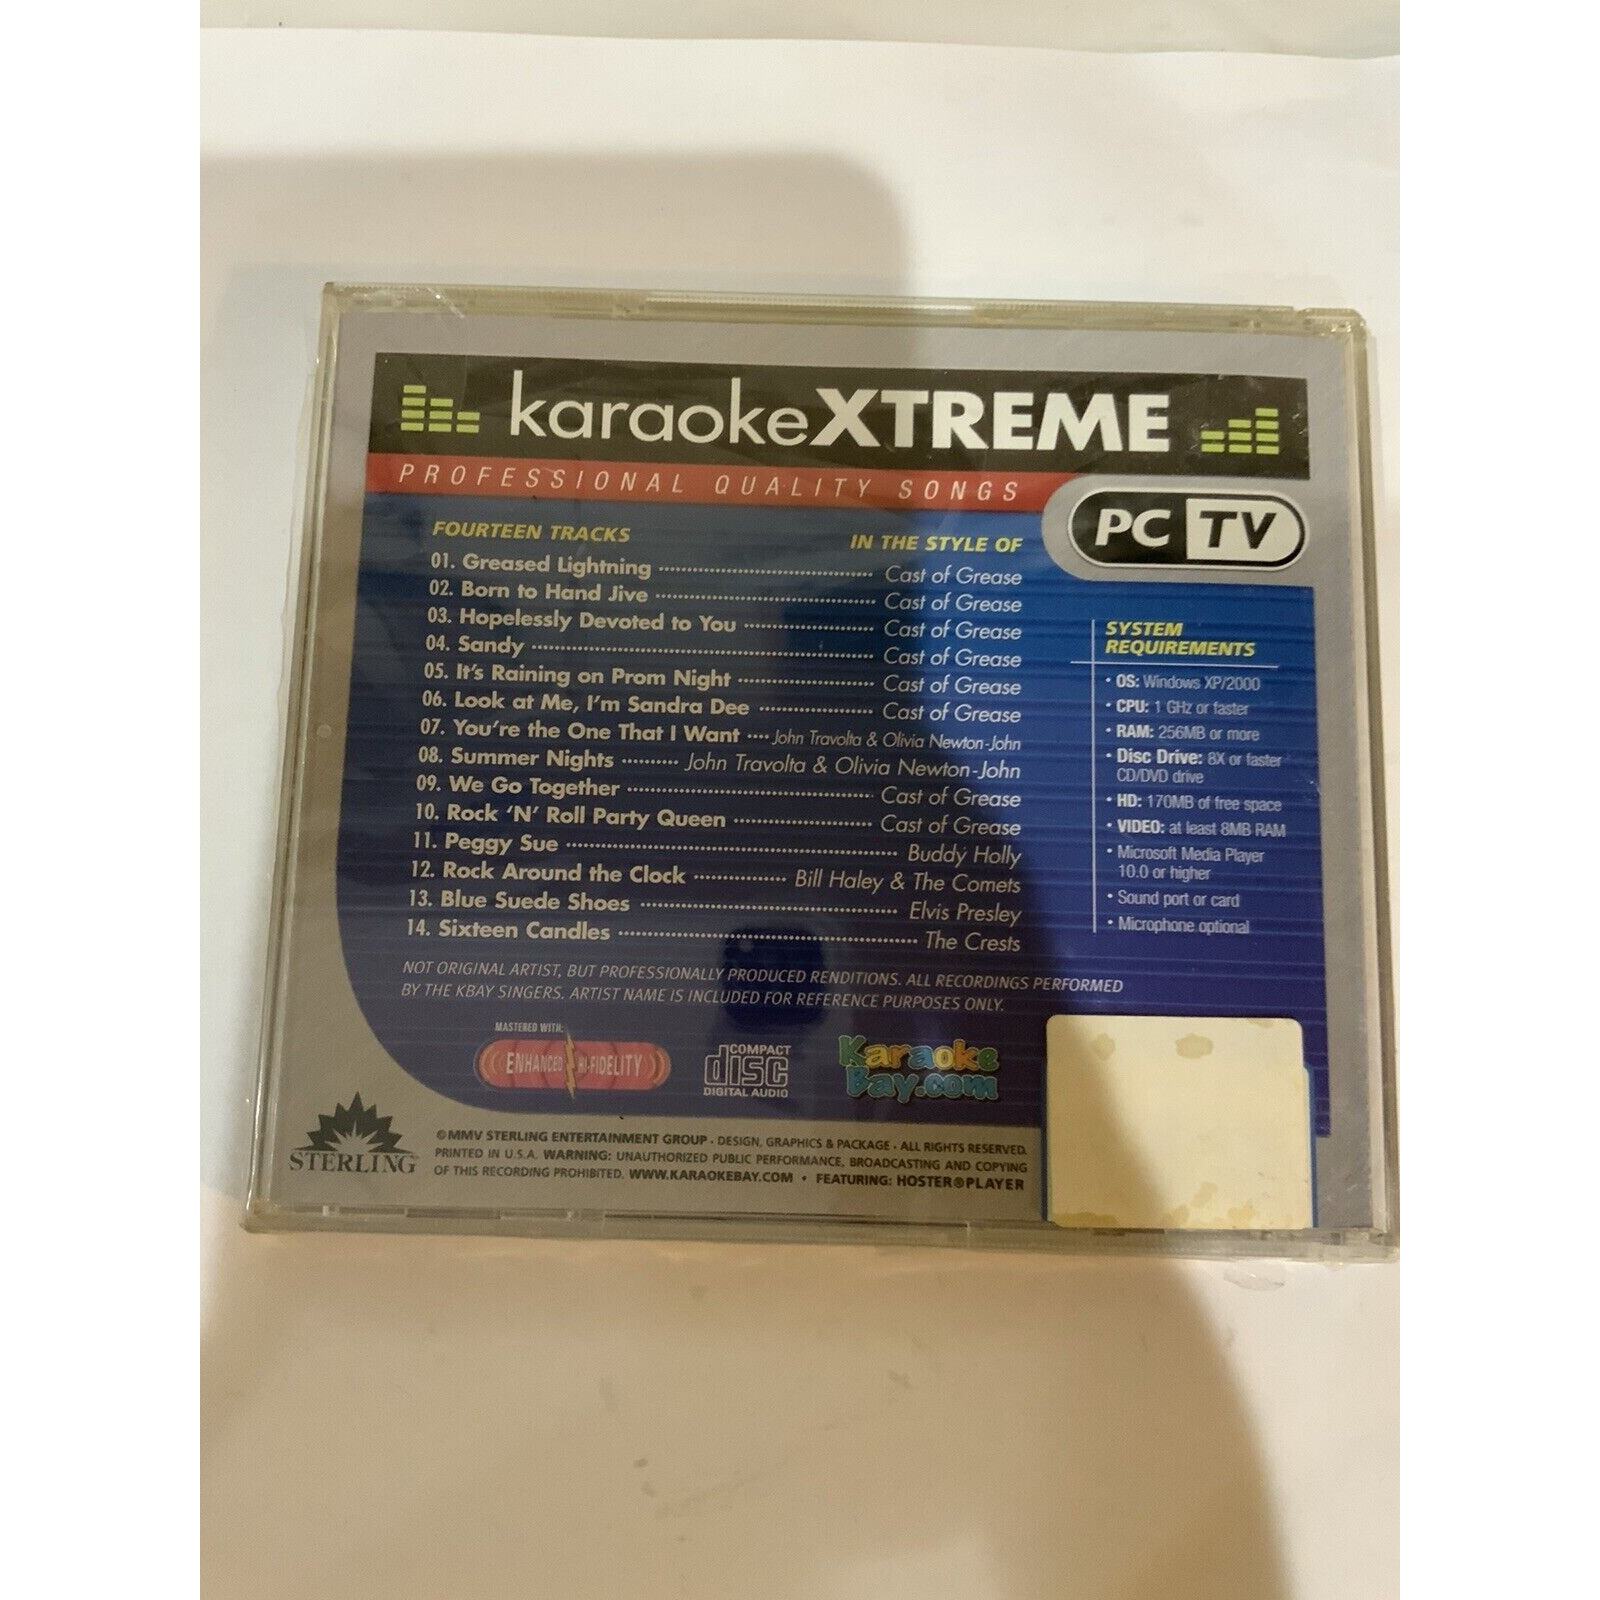 karaokeXTREME
PROFESSIONAL QUALITY SONGS
PC TV
FOURTEEN TRACKS IN THE STYLE OF
01. Greased Lightning Cast of Grease
02. Born to Hand Jive Cast of Grease
03. Hopelessly Devoted to You Cast of Grease
04. Sandy Cast of Grease
05. It's Raining on Prom Night Cast of Grease
06. Look at Me, I'm Sandra Dee Cast of Grease
07. You're the One That I Want John Travolta & Olivia Newton-John
08. Summer Nights John Travolta & Olivia Newton-John
09. We Go Together Cast of Grease
10. Rock 'N' Roll Party Queen Cast of Grease
11. Peggy Sue Buddy Holly
12. Rock Around the Clock Bill Haley & The Comets
13. Blue Suede Shoes Elvis Presley
14. Sixteen Candles The Crests
SYSTEM
REQUIREMENTS
• OS: Windows XP/2000
• CPU: 1 GHz or faster
• RAM: 256MB or more
• Disc Drive: 8X or faster
CD/DVD drive
• HD: 170MB of free space
• VIDEO: at least 8MB RAM
• Microsoft Media Player
10.0 or higher
• Sound port or card
• Microphone optional
NOT ORIGINAL ARTIST, BUT PROFESSIONALLY PRODUCED RENDITIONS. ALL RECORDINGS PERFORMED
BY THE KBAY SINGERS. ARTIST NAME IS INCLUDED FOR REFERENCE PURPOSES ONLY.
MASTERED WITH:
ENHANCED HI-FIDELITY
COMPACT
disc
DIGITAL AUDIO
Karaoke
Bay.com
STERLING
©MMV STERLING ENTERTAINMENT GROUP · DESIGN, GRAPHICS & PACKAGE · ALL RIGHTS RESERVED.
PRINTED IN U.S.A. WARNING: UNAUTHORIZED PUBLIC PERFORMANCE, BROADCASTING AND COPYING
OF THIS RECORDING PROHIBITED. WWW.KARAOKEBAY.COM • FEATURING: HOSTER®PLAYER